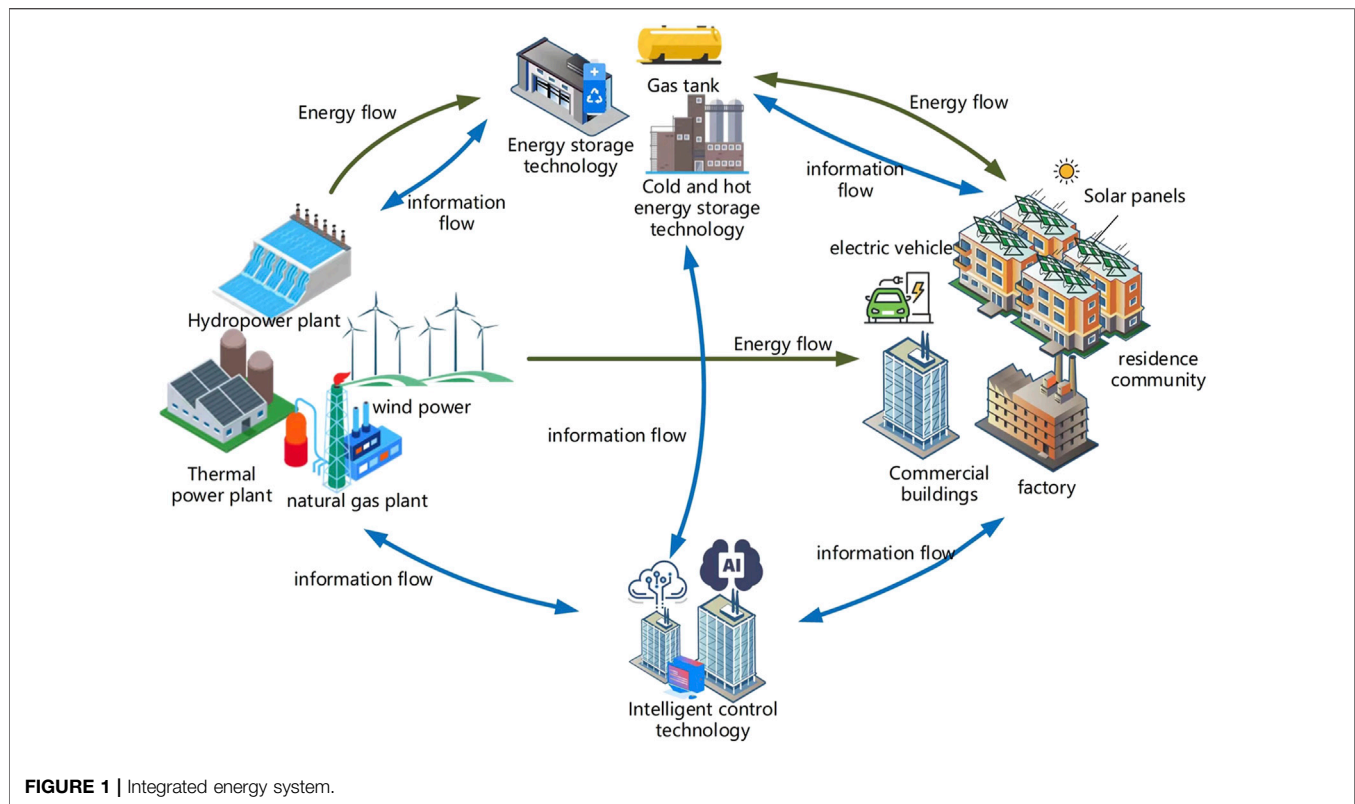 Gas tank
Energy flow
Energy flow
Energy storage
technology
information
flow
information
flow
Cold and hot
energy storage
technology
Solar panels
electric vehicle
Hydropower plant
Energy flow
residence
community
wind power
information flow
Thermal
power plant
natural gas plant
Commercial
buildings
factory
information flow
information flow
AI
Intelligent control
technology
FIGURE 1 | Integrated energy system.